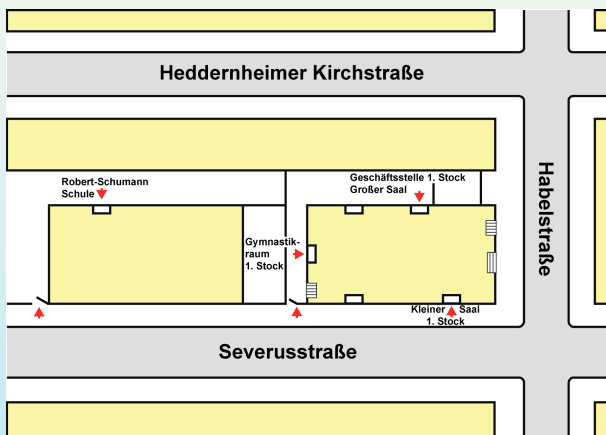 Heddernheimer Kirchstraße
Robert-Schumann
Schule
Geschäftsstelle 1. Stock
Großer Saal
Habelstraße
Gymnastik-
raum
1. Stock
Kleiner Saal
1. Stock
Severusstraße